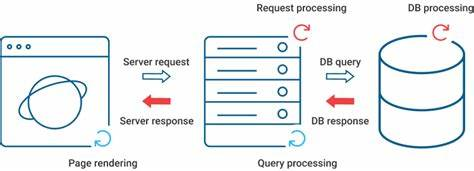 Request processing
DB processing
Server request
DB query
Server response
DB response
Page rendering
Query processing